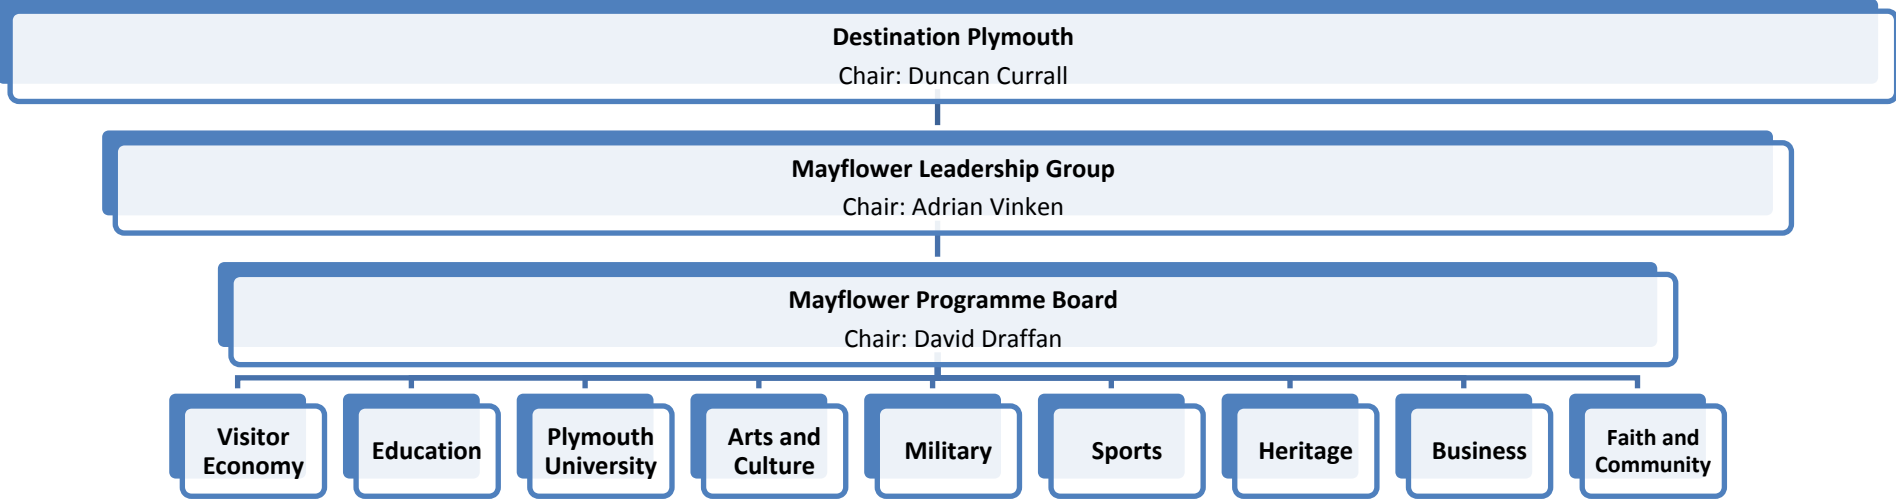 Destination Plymouth
Chair: Duncan Currall
Mayflower Leadership Group
Chair: Adrian Vinken
Mayflower Programme Board
Chair: David Draffan
Visitor
Economy
Education
Plymouth
University
Arts and
Culture
Military
Sports
Heritage
Business
Faith and
Community